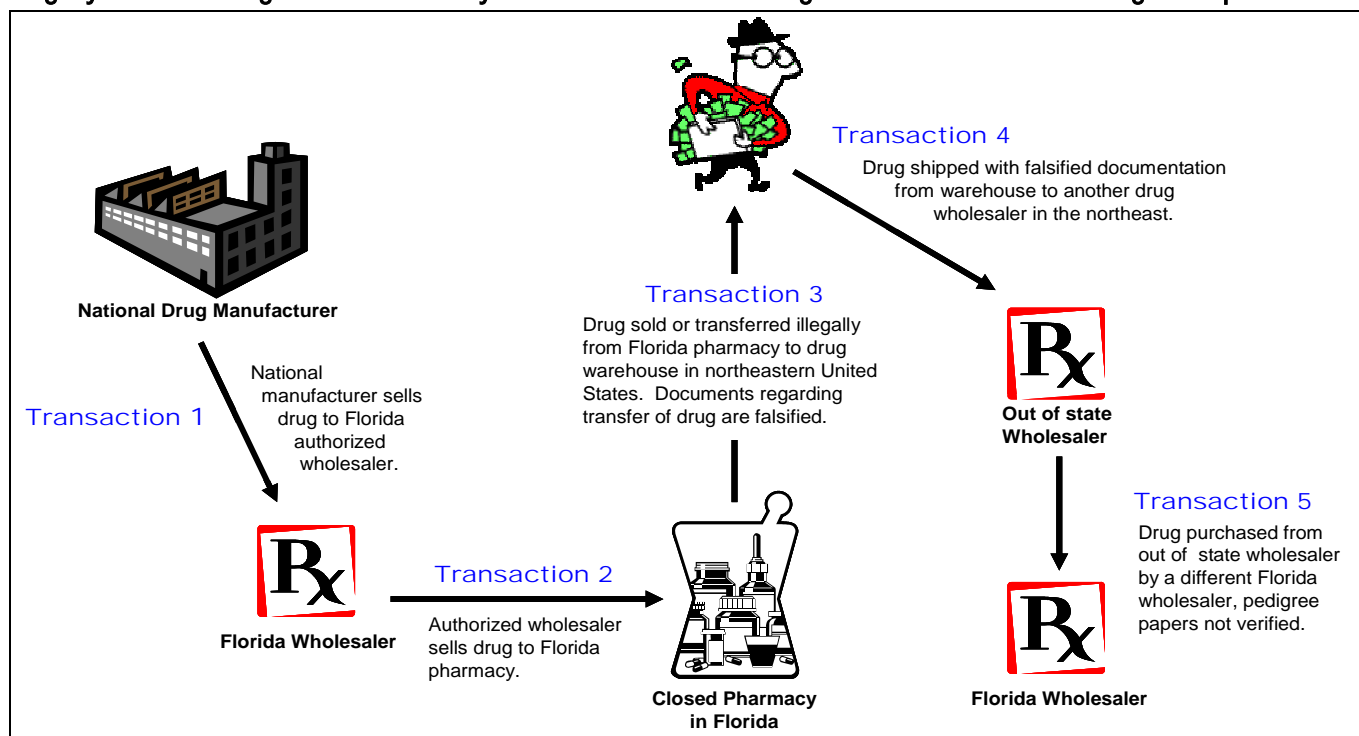 National Drug Manufacturer
Transaction 1
National
manufacturer sells
drug to Florida
authorized
wholesaler.
Rx
Florida Wholesaler
Transaction 2
Authorized wholesaler
sells drug to Florida
pharmacy.
Closed Pharmacy
in Florida
Transaction 3
Drug sold or transferred illegally
from Florida pharmacy to drug
warehouse in northeastern United
States. Documents regarding
transfer of drug are falsified.
Transaction 4
Drug shipped with falsified documentation
from warehouse to another drug
wholesaler in the northeast.
Rx
Out of state
Wholesaler
Transaction 5
Drug purchased from
out of state wholesaler
by a different Florida
wholesaler, pedigree
papers not verified.
Rx
Florida Wholesaler